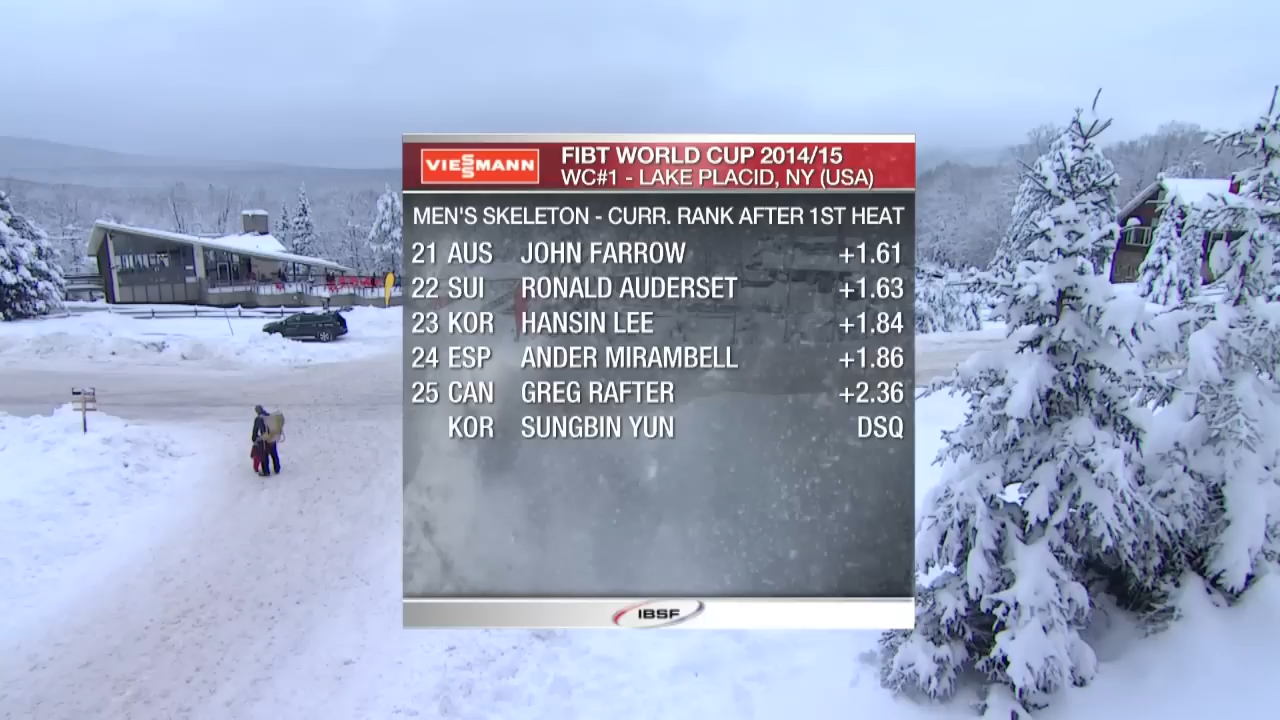 VIESSMANN
FIBT WORLD CUP 2014/15
WC#1 - LAKE PLACID, NY (USA)
MEN'S SKELETON - CURR. RANK AFTER 1ST HEAT
21 AUS JOHN FARROW +1.61
22 SUI RONALD AUDERSET +1.63
23 KOR HANSIN LEE +1.84
24 ESP ANDER MIRAMBELL +1.86
25 CAN GREG RAFTER +2.36
KOR SUNGBIN YUN DSQ
IBSF